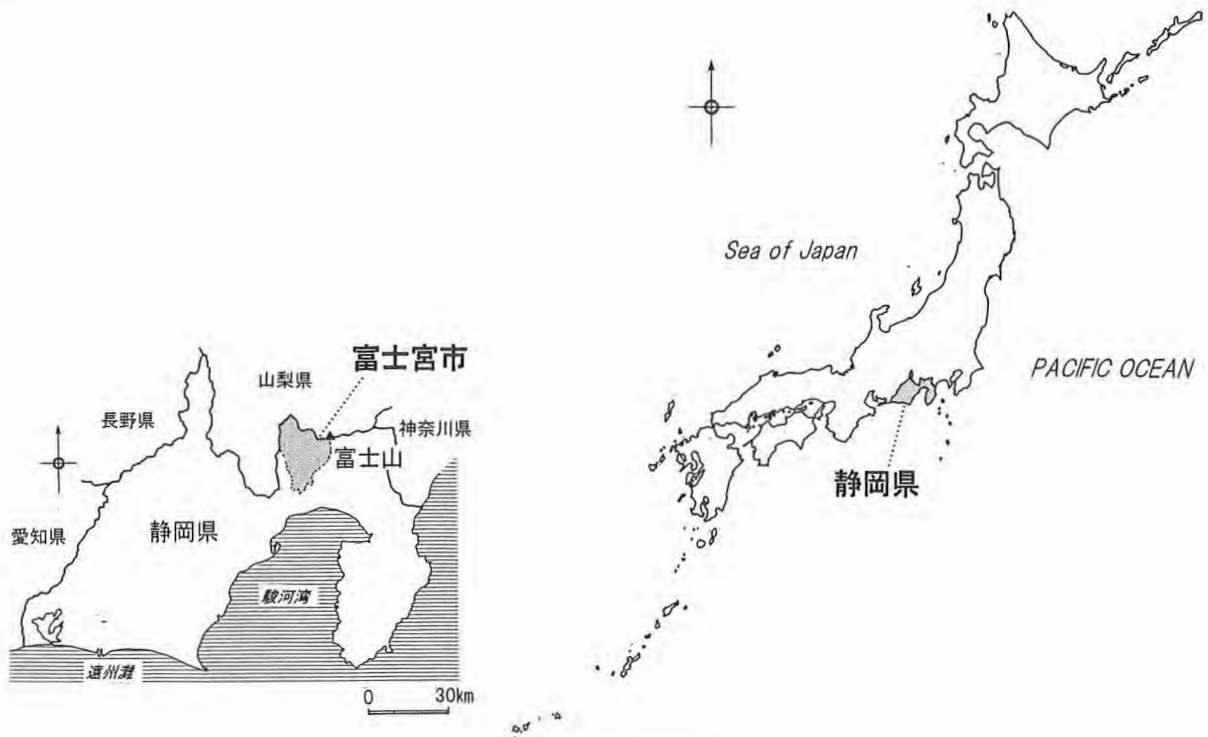 富士宮市
山梨県
長野県
神奈川県
富士山
愛知県
静岡県
駿河湾
遠州灘
0 30km
Sea of Japan
PACIFIC OCEAN
静岡県